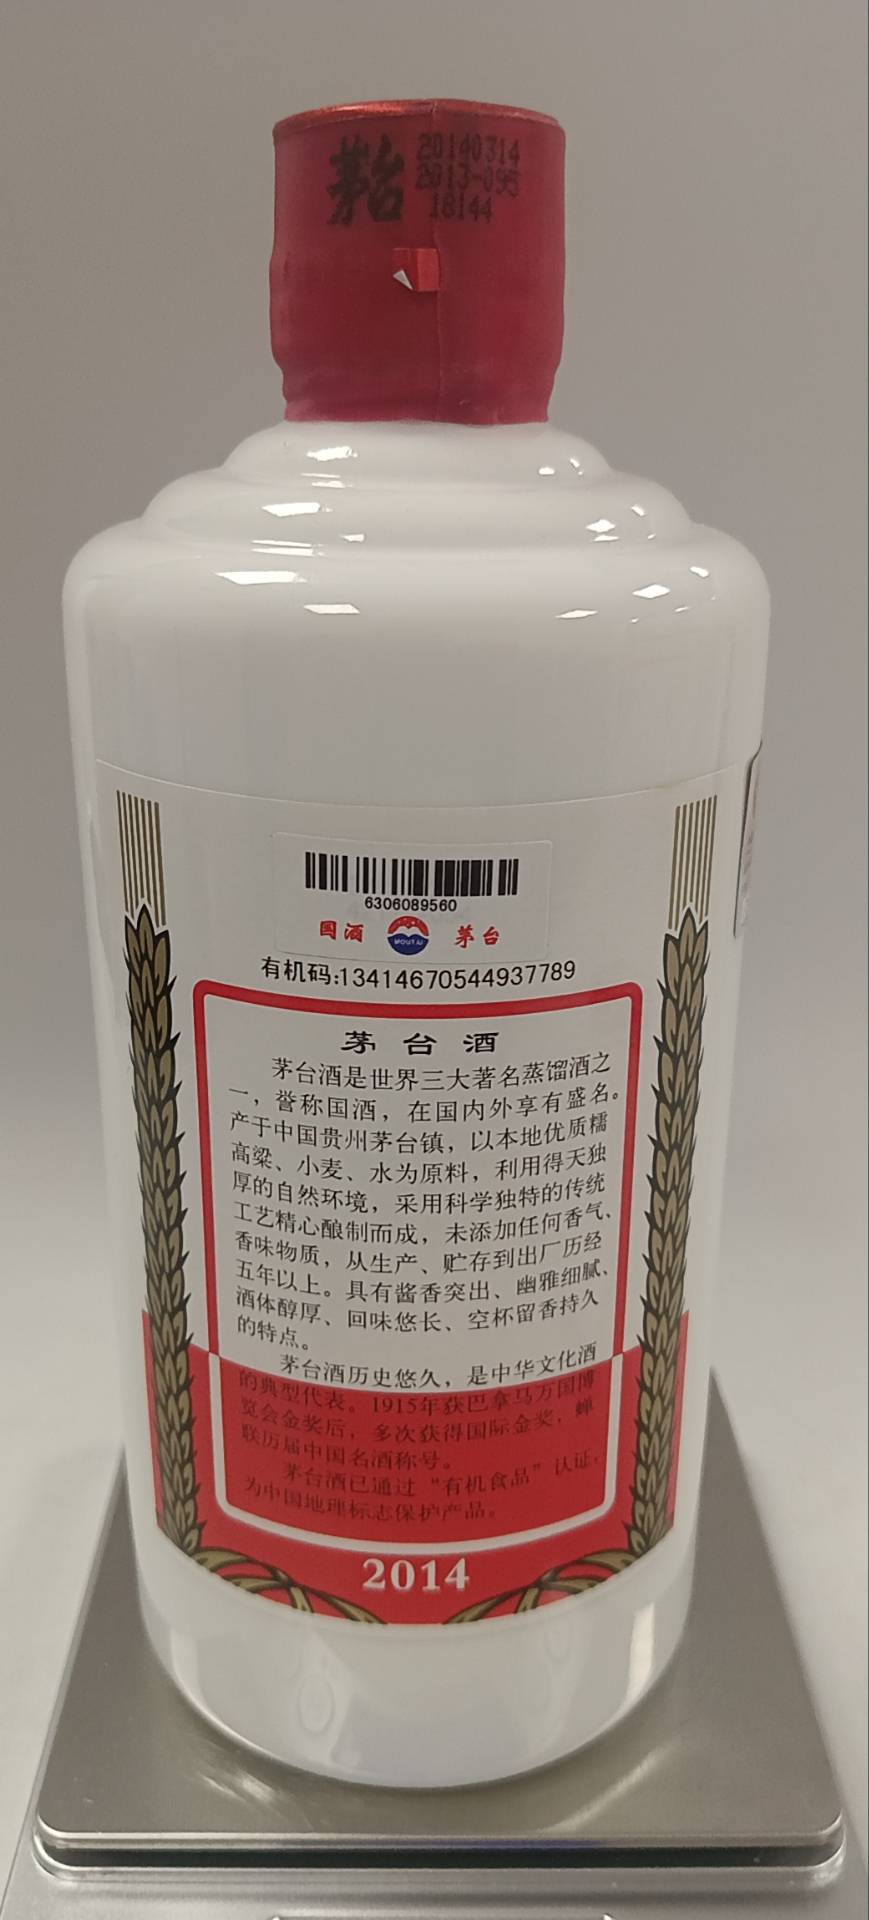 茅台
20140314
2013-095
18144
6306089560
国酒 MOUTAI 茅台
有机码:13414670544937789
茅台酒
茅台酒是世界三大著名蒸馏酒之
一，誉称国酒，在国内外享有盛名。
产于中国贵州茅台镇，以本地优质糯
高粱、小麦、水为原料，利用得天独
厚的自然环境，采用科学独特的传统
工艺精心酿制而成，未添加任何香气、
香味物质，从生产、贮存到出厂历经
五年以上。具有酱香突出、幽雅细腻、
酒体醇厚、回味悠长、空杯留香持久
的特点。
茅台酒历史悠久，是中华文化酒
的典型代表。1915年获巴拿马万国博
览会金奖后，多次获得国际金奖，蝉
联历届中国名酒称号。
茅台酒已通过“有机食品”认证，
为中国地理标志保护产品。
2014